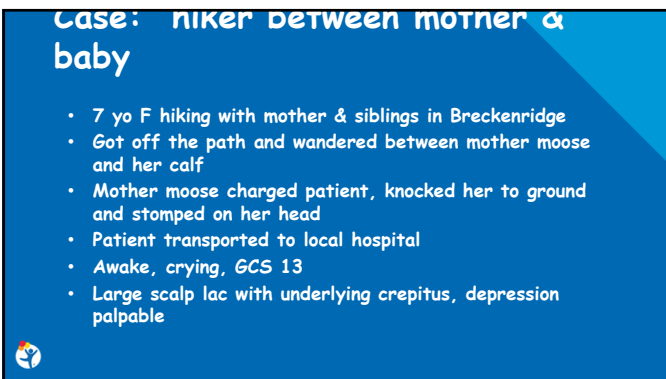 Case: hiker between mother &
baby
• 7 yo F hiking with mother & siblings in Breckenridge
• Got off the path and wandered between mother moose
and her calf
• Mother moose charged patient, knocked her to ground
and stomped on her head
• Patient transported to local hospital
• Awake, crying, GCS 13
• Large scalp lac with underlying crepitus, depression
palpable